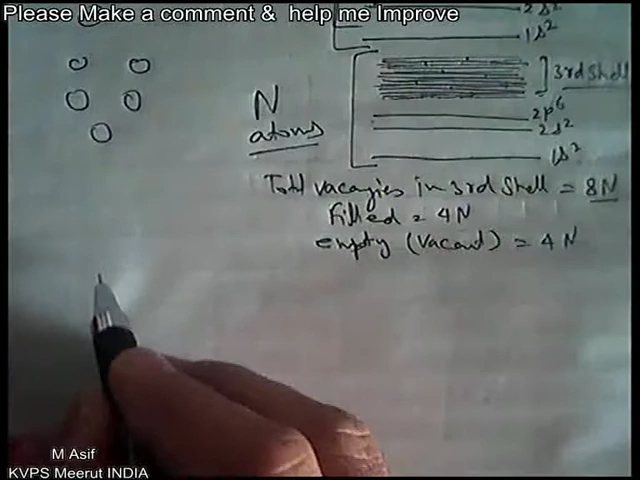 Please Make a comment & help me Improve
2s²
1s²
3rd Shell
N
atoms
2p⁶
2s²
1s²
Total vacancies in 3rd Shell = 8N
filled = 4N
empty (Vacant) = 4N
M Asif
KVPS Meerut INDIA